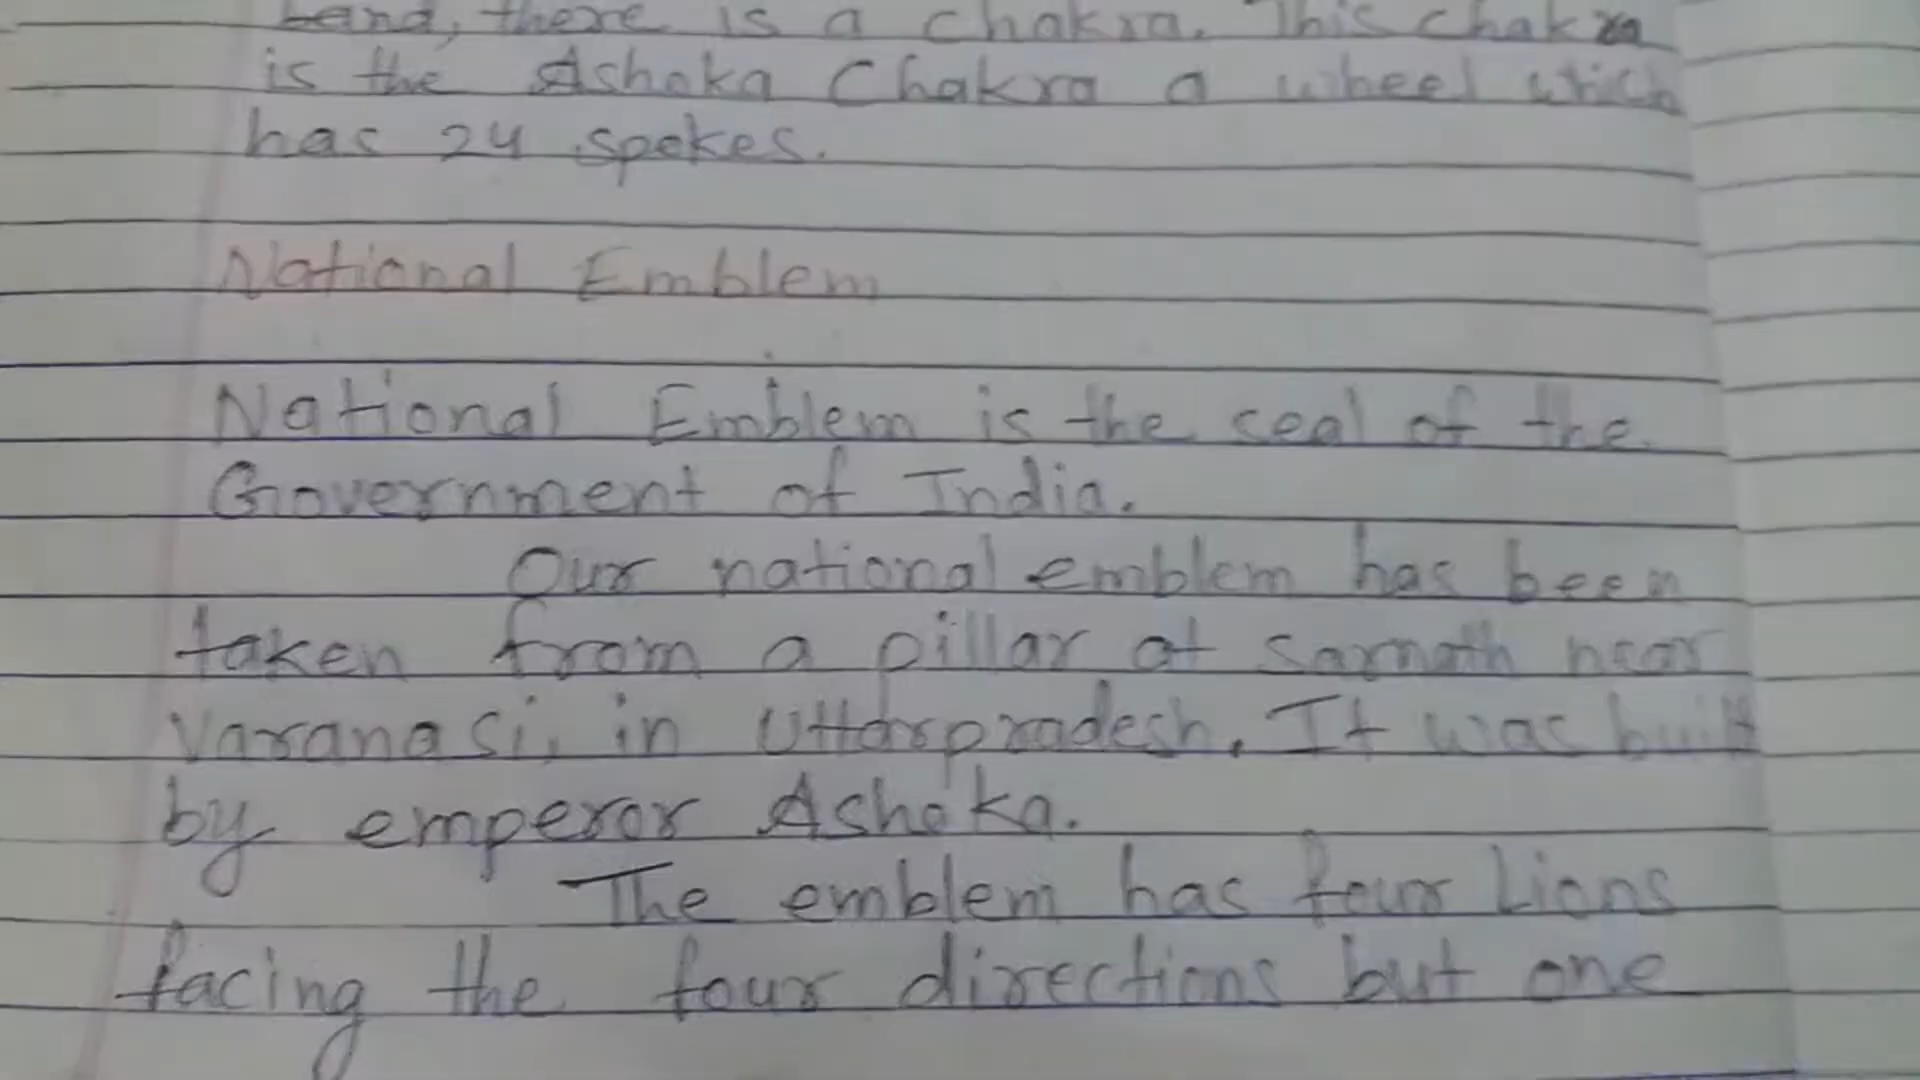 band, there is a chakra. This chakra
is the Ashoka Chakra a wheel which
has 24 spokes.
National Emblem
National Emblem is the seal of the
Government of India.
Our national emblem has been
taken from a pillar at sarnath near
Varanasi, in Uttarpradesh. It was built
by emperor Ashoka.
The emblem has four Lions
facing the four directions but one